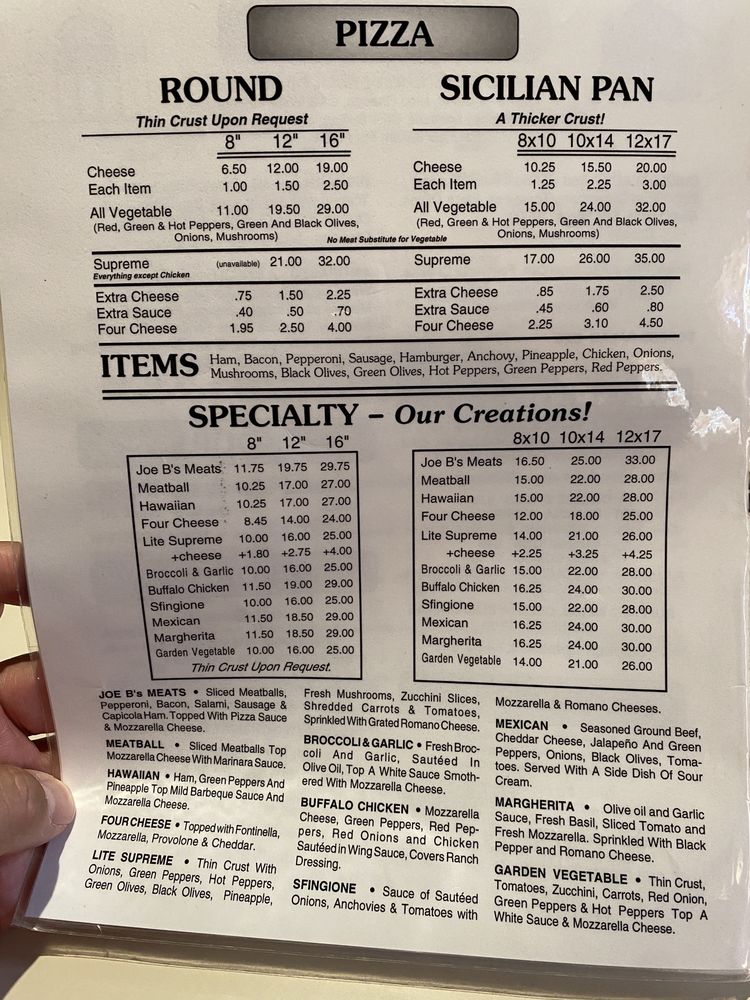 PIZZA
ROUND
Thin Crust Upon Request
8" 12" 16"
Cheese 6.50 12.00 19.00
Each Item 1.00 1.50 2.50
All Vegetable 11.00 19.50 29.00
(Red, Green & Hot Peppers, Green And Black Olives,
Onions, Mushrooms)
SICILIAN PAN
A Thicker Crust!
8x10 10x14 12x17
Cheese 10.25 15.50 20.00
Each Item 1.25 2.25 3.00
All Vegetable 15.00 24.00 32.00
(Red, Green & Hot Peppers, Green And Black Olives,
Onions, Mushrooms)
No Meat Substitute for Vegetable
Supreme (unavailable) 21.00 32.00
Everything except Chicken
Extra Cheese .75 1.50 2.25
Extra Sauce .40 .50 .70
Four Cheese 1.95 2.50 4.00
Supreme 17.00 26.00 35.00
Extra Cheese .85 1.75 2.50
Extra Sauce .45 .60 .80
Four Cheese 2.25 3.10 4.50
ITEMS Ham, Bacon, Pepperoni, Sausage, Hamburger, Anchovy, Pineapple, Chicken, Onions,
Mushrooms, Black Olives, Green Olives, Hot Peppers, Green Peppers, Red Peppers.
SPECIALTY – Our Creations!
8" 12" 16"
Joe B's Meats 11.75 19.75 29.75
Meatball 10.25 17.00 27.00
Hawaiian 10.25 17.00 27.00
Four Cheese 8.45 14.00 24.00
Lite Supreme 10.00 16.00 25.00
+cheese +1.80 +2.75 +4.00
Broccoli & Garlic 10.00 16.00 25.00
Buffalo Chicken 11.50 19.00 29.00
Sfingione 10.00 16.00 25.00
Mexican 11.50 18.50 29.00
Margherita 11.50 18.50 29.00
Garden Vegetable 10.00 16.00 25.00
Thin Crust Upon Request.
8x10 10x14 12x17
Joe B's Meats 16.50 25.00 33.00
Meatball 15.00 22.00 28.00
Hawaiian 15.00 22.00 28.00
Four Cheese 12.00 18.00 25.00
Lite Supreme 14.00 21.00 26.00
+cheese +2.25 +3.25 +4.25
Broccoli & Garlic 15.00 22.00 28.00
Buffalo Chicken 16.25 24.00 30.00
Sfingione 15.00 22.00 28.00
Mexican 16.25 24.00 30.00
Margherita 16.25 24.00 30.00
Garden Vegetable 14.00 21.00 26.00
JOE B's MEATS • Sliced Meatballs,
Pepperoni, Bacon, Salami, Sausage &
Capicola Ham. Topped With Pizza Sauce
& Mozzarella Cheese.
MEATBALL • Sliced Meatballs Top
Mozzarella Cheese With Marinara Sauce.
HAWAIIAN • Ham, Green Peppers And
Pineapple Top Mild Barbeque Sauce And
Mozzarella Cheese.
FOUR CHEESE • Topped with Fontinella,
Mozzarella, Provolone & Cheddar.
LITE SUPREME • Thin Crust With
Onions, Green Peppers, Hot Peppers,
Green Olives, Black Olives, Pineapple,
Fresh Mushrooms, Zucchini Slices,
Shredded Carrots & Tomatoes,
Sprinkled With Grated Romano Cheese.
BROCCOLI & GARLIC • Fresh Broc-
coli And Garlic, Sautéed In
Olive Oil, Top A White Sauce Smoth-
ered With Mozzarella Cheese.
BUFFALO CHICKEN • Mozzarella
Cheese, Green Peppers, Red Pep-
pers, Red Onions and Chicken
Sautéed in Wing Sauce, Covers Ranch
Dressing.
SFINGIONE • Sauce of Sautéed
Onions, Anchovies & Tomatoes with
Mozzarella & Romano Cheeses.
MEXICAN • Seasoned Ground Beef,
Cheddar Cheese, Jalapeño And Green
Peppers, Onions, Black Olives, Toma-
toes. Served With A Side Dish Of Sour
Cream.
MARGHERITA • Olive oil and Garlic
Sauce, Fresh Basil, Sliced Tomato and
Fresh Mozzarella. Sprinkled With Black
Pepper and Romano Cheese.
GARDEN VEGETABLE • Thin Crust,
Tomatoes, Zucchini, Carrots, Red Onion,
Green Peppers & Hot Peppers Top A
White Sauce & Mozzarella Cheese.